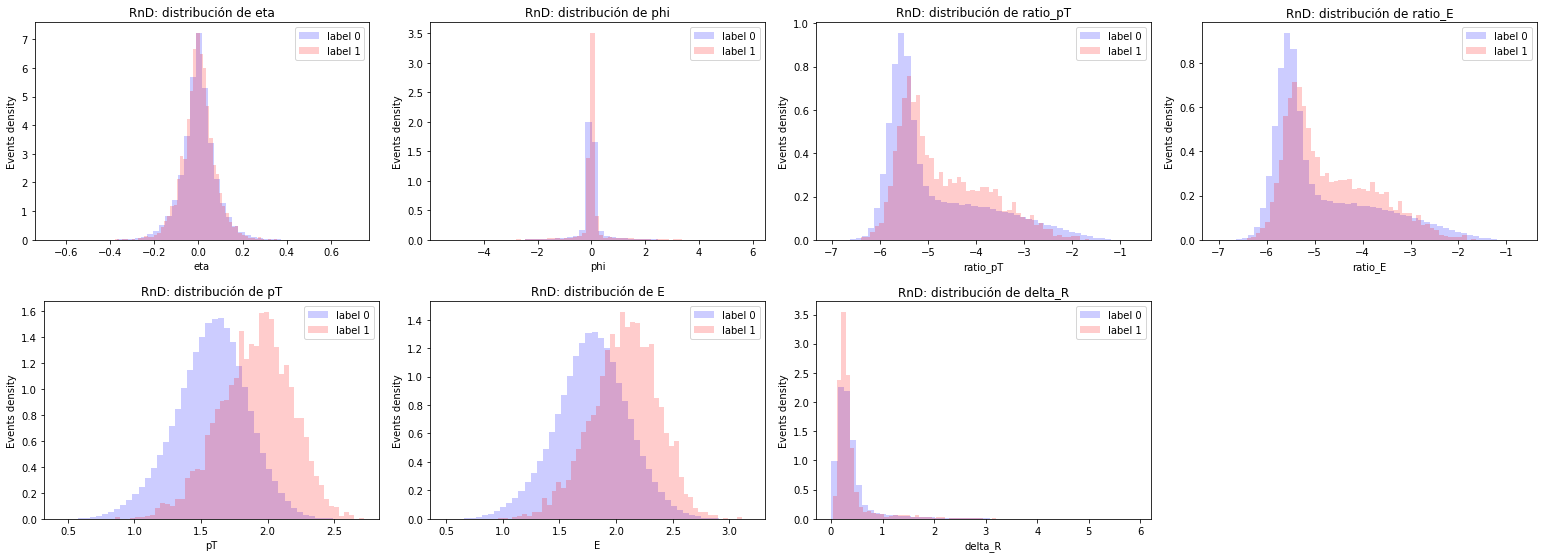 RnD: distribución de eta
Events density
7
6
5
4
3
2
1
0
label 0
label 1
−0.6 −0.4 −0.2 0.0 0.2 0.4 0.6
eta
RnD: distribución de phi
Events density
3.5
3.0
2.5
2.0
1.5
1.0
0.5
0.0
label 0
label 1
−4 −2 0 2 4 6
phi
RnD: distribución de ratio_pT
Events density
1.0
0.8
0.6
0.4
0.2
0.0
label 0
label 1
−7 −6 −5 −4 −3 −2 −1
ratio_pT
RnD: distribución de ratio_E
Events density
0.8
0.6
0.4
0.2
0.0
label 0
label 1
−7 −6 −5 −4 −3 −2 −1
ratio_E
RnD: distribución de pT
Events density
1.6
1.4
1.2
1.0
0.8
0.6
0.4
0.2
0.0
label 0
label 1
0.5 1.0 1.5 2.0 2.5
pT
RnD: distribución de E
Events density
1.4
1.2
1.0
0.8
0.6
0.4
0.2
0.0
label 0
label 1
0.5 1.0 1.5 2.0 2.5 3.0
E
RnD: distribución de delta_R
Events density
3.5
3.0
2.5
2.0
1.5
1.0
0.5
0.0
label 0
label 1
0 1 2 3 4 5 6
delta_R